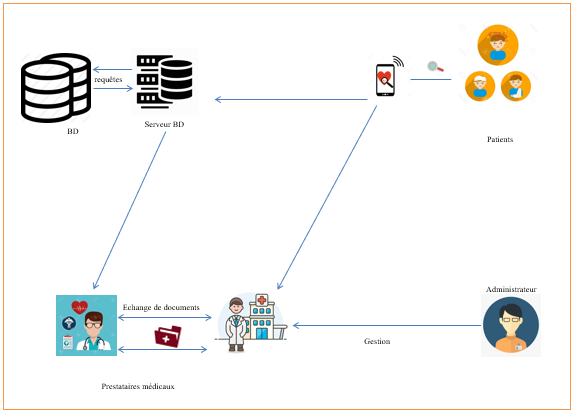 requêtes
BD
Serveur BD
Patients
Administrateur
Echange de documents
Gestion
Prestataires médicaux